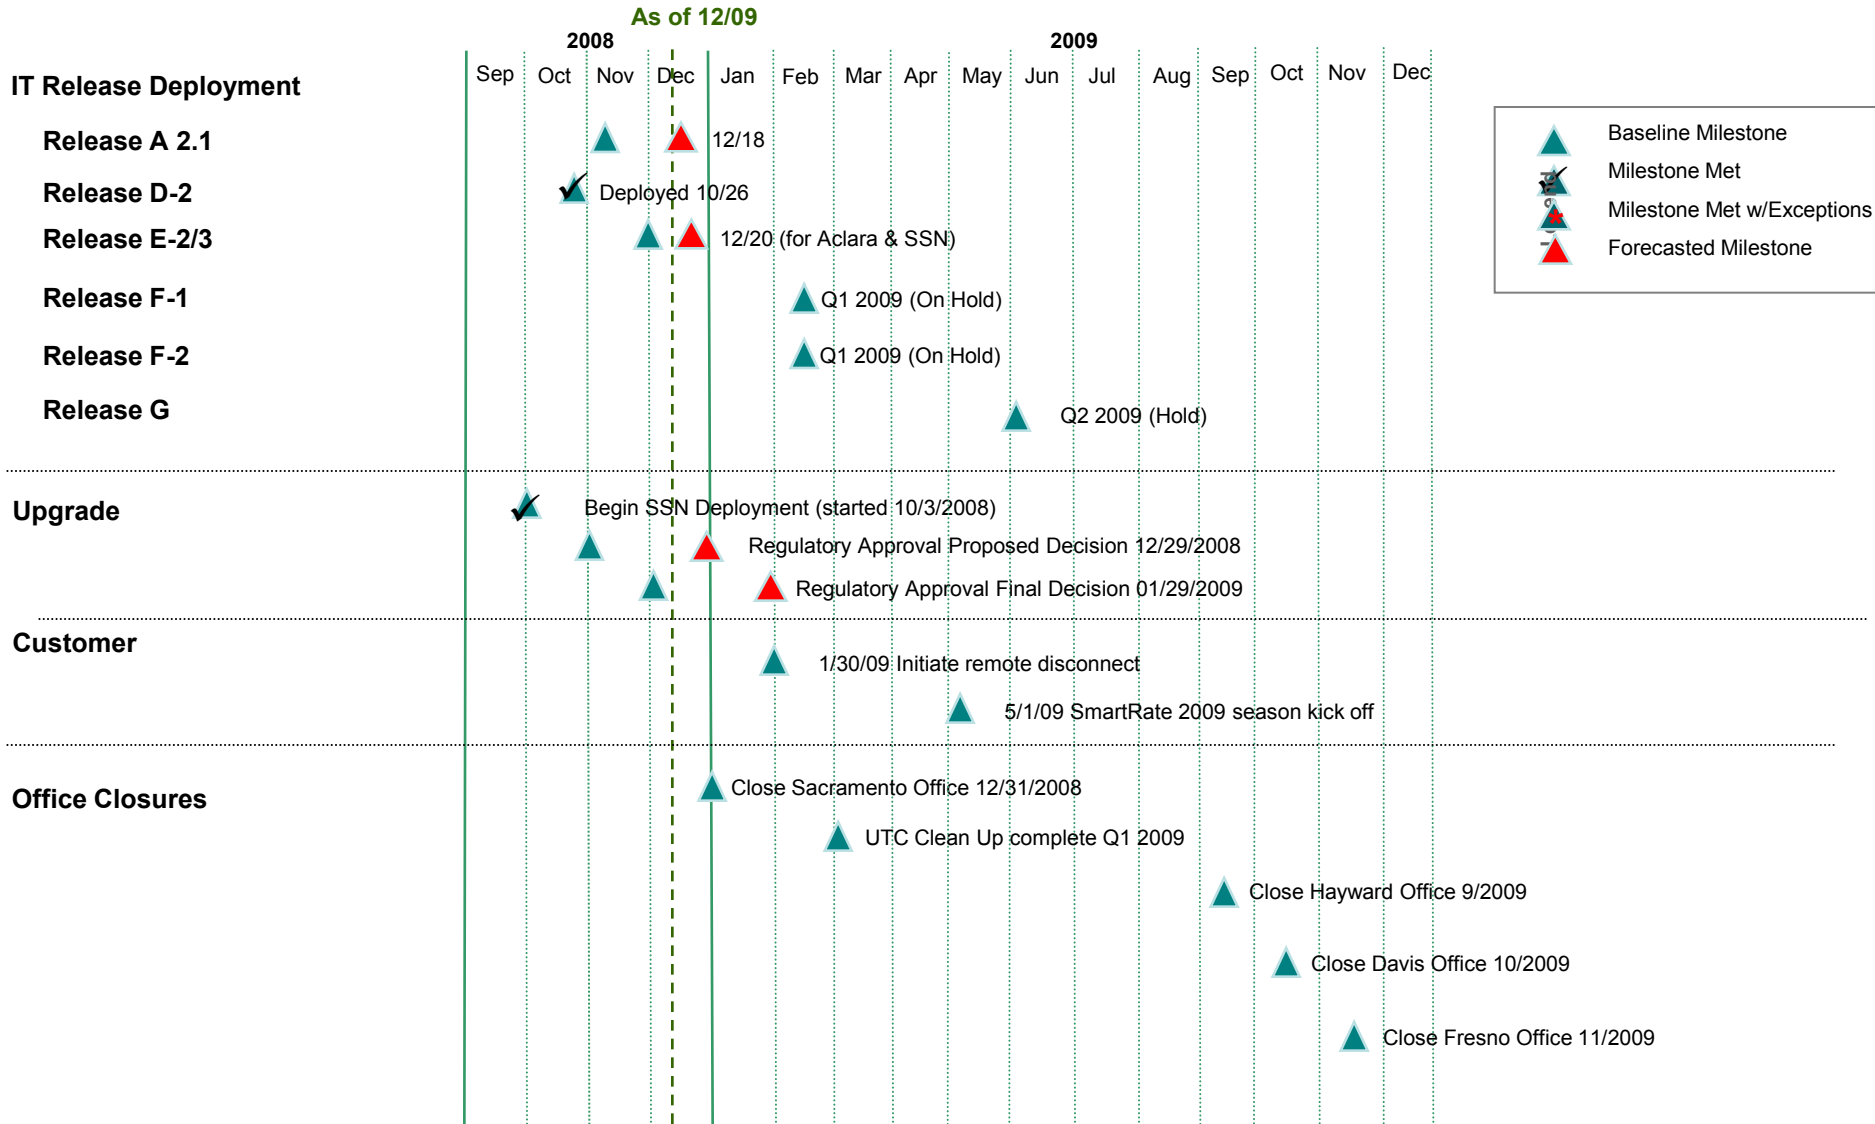 As of 12/09
2008 2009
Sep Oct Nov Dec Jan Feb Mar Apr May Jun Jul Aug Sep Oct Nov Dec
IT Release Deployment
Release A 2.1 12/18
Release D-2 Deployed 10/26
Release E-2/3 12/20 (for Aclara & SSN)
Release F-1 Q1 2009 (On Hold)
Release F-2 Q1 2009 (On Hold)
Release G Q2 2009 (Hold)
Baseline Milestone
Milestone Met
Milestone Met w/Exceptions
Forecasted Milestone
Upgrade
Begin SSN Deployment (started 10/3/2008)
Regulatory Approval Proposed Decision 12/29/2008
Regulatory Approval Final Decision 01/29/2009
Customer
1/30/09 Initiate remote disconnect
5/1/09 SmartRate 2009 season kick off
Office Closures
Close Sacramento Office 12/31/2008
UTC Clean Up complete Q1 2009
Close Hayward Office 9/2009
Close Davis Office 10/2009
Close Fresno Office 11/2009